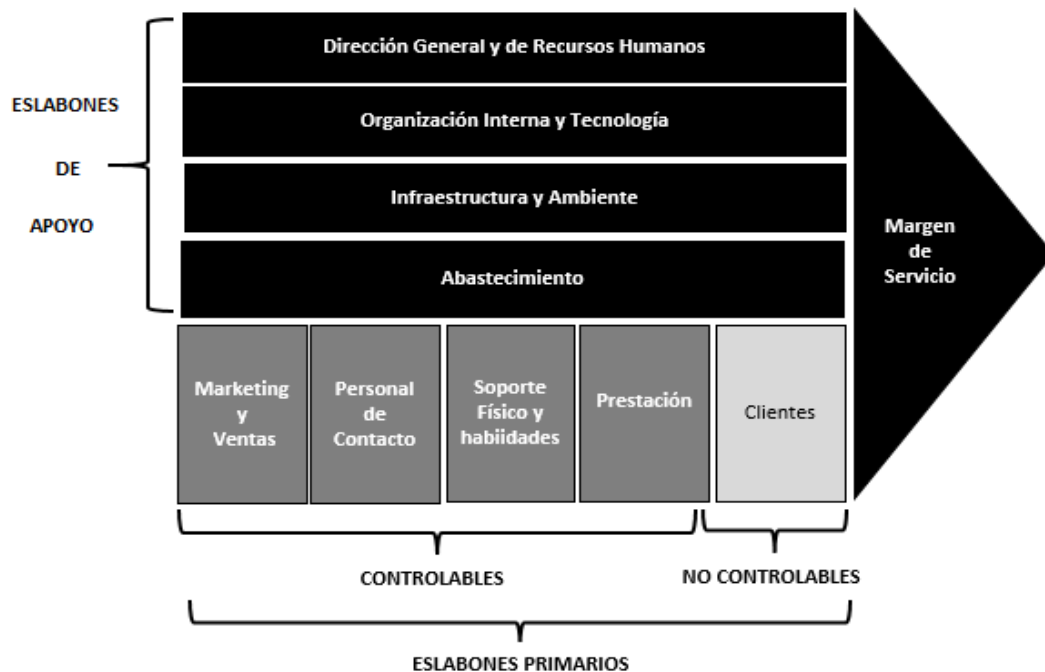 Dirección General y de Recursos Humanos
ESLABONES
DE
APOYO
Organización Interna y Tecnología
Infraestructura y Ambiente
Abastecimiento
Margen
de
Servicio
Marketing
y
Ventas
Personal
de
Contacto
Soporte
Físico y
habiidades
Prestación
Clientes
CONTROLABLES
NO CONTROLABLES
ESLABONES PRIMARIOS